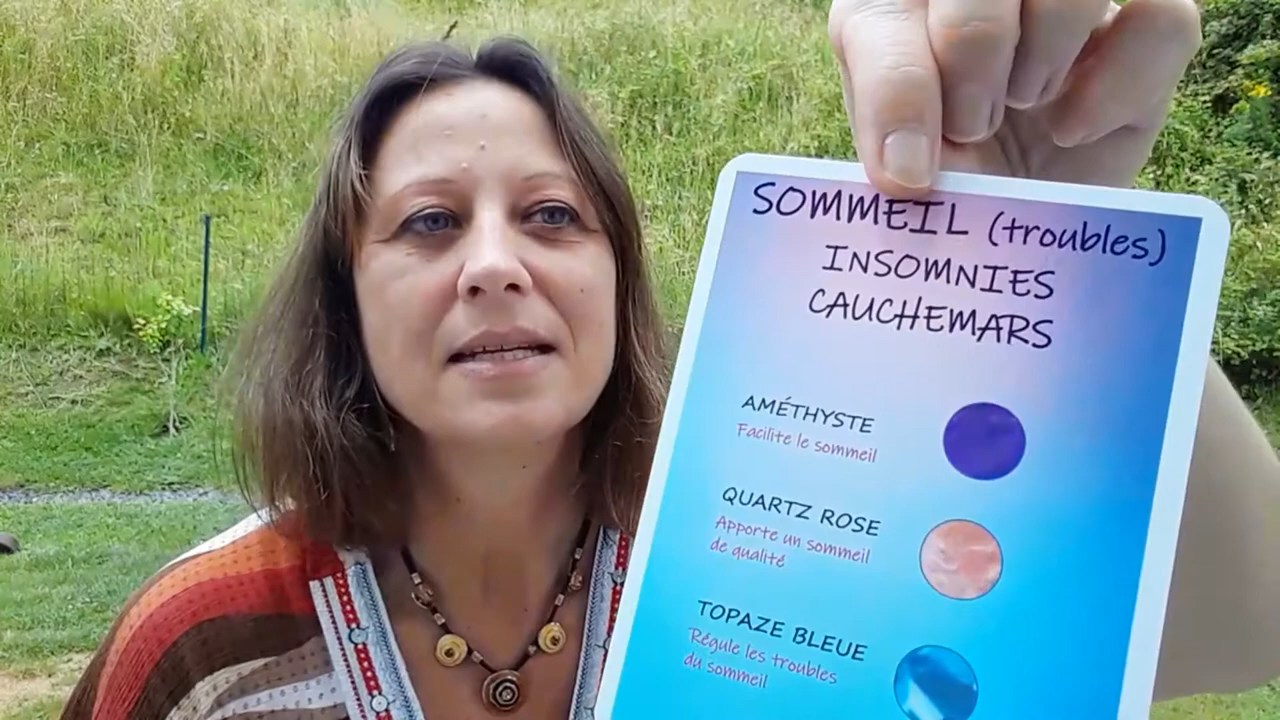 SOMMEIL (troubles)
INSOMNIES
CAUCHEMARS
AMÉTHYSTE
Facilite le sommeil
QUARTZ ROSE
Apporte un sommeil
de qualité
TOPAZE BLEUE
Régule les troubles
du sommeil